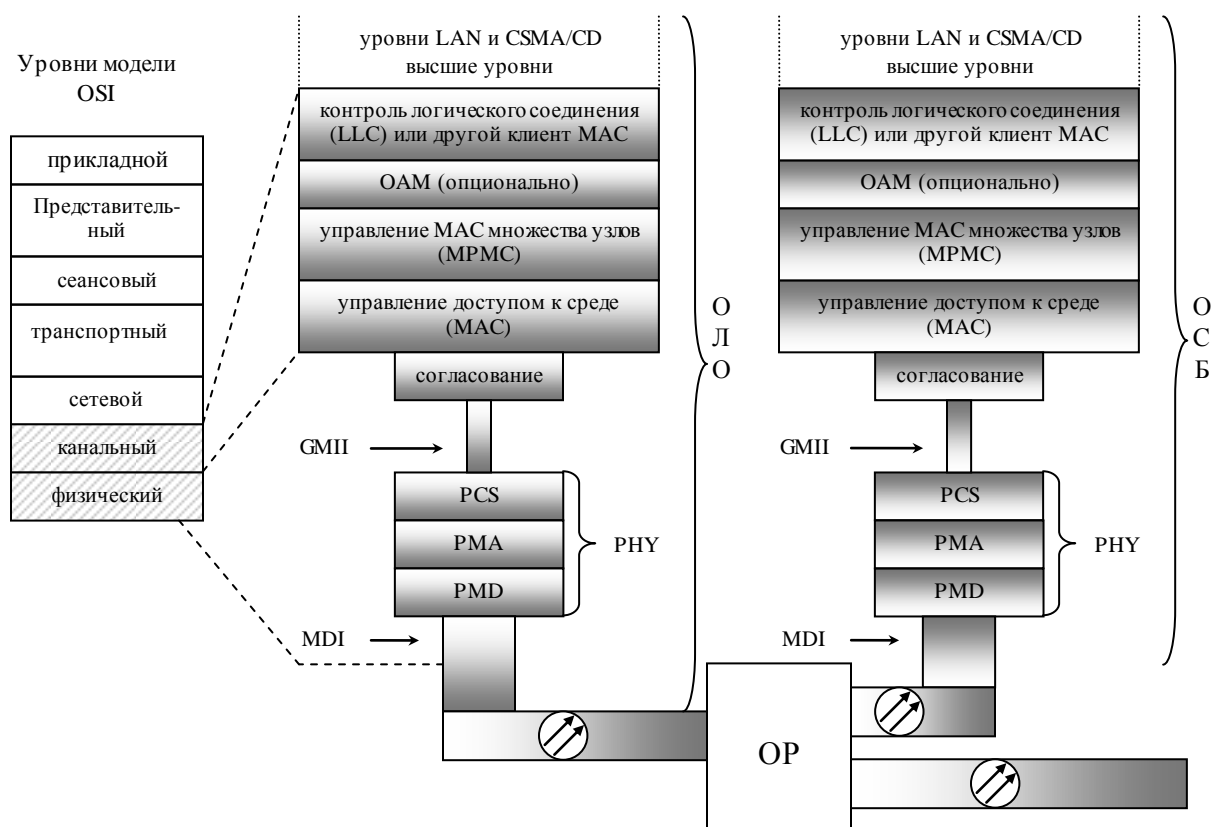 Уровни модели
OSI
прикладной
Представитель-
ный
сеансовый
транспортный
сетевой
канальный
физический
уровни LAN и CSMA/CD
высшие уровни
контроль логического соединения
(LLC) или другой клиент MAC
OAM (опционально)
управление MAC множества узлов
(MPMC)
управление доступом к среде
(MAC)
согласование
GMII
PCS
PMA
PMD
PHY
MDI
О
Л
О
уровни LAN и CSMA/CD
высшие уровни
контроль логического соединения
(LLC) или другой клиент MAC
OAM (опционально)
управление MAC множества узлов
(MPMC)
управление доступом к среде
(MAC)
согласование
GMII
PCS
PMA
PMD
PHY
MDI
О
С
Б
ОР